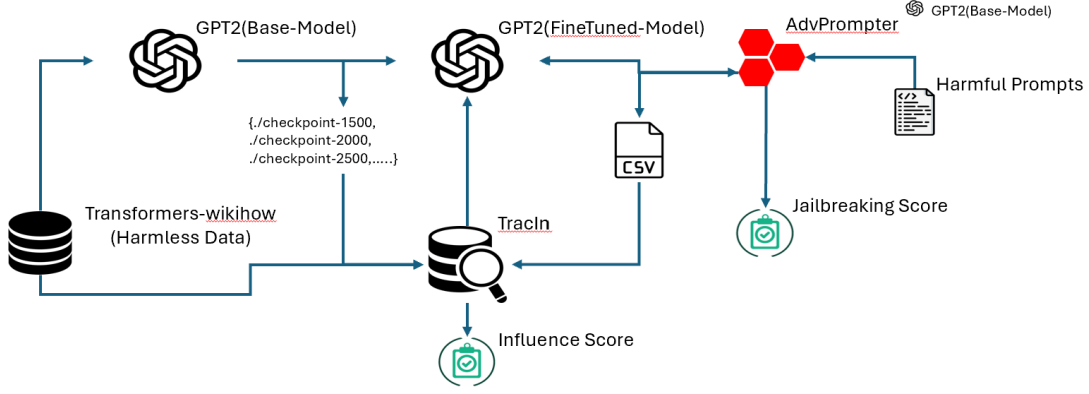 GPT2(Base-Model)
GPT2(FineTuned-Model)
AdvPrompter
GPT2(Base-Model)
Harmful Prompts
{./checkpoint-1500,
./checkpoint-2000,
./checkpoint-2500,.....}
CSV
Transformers-wikihow
(Harmless Data)
TracIn
Jailbreaking Score
Influence Score